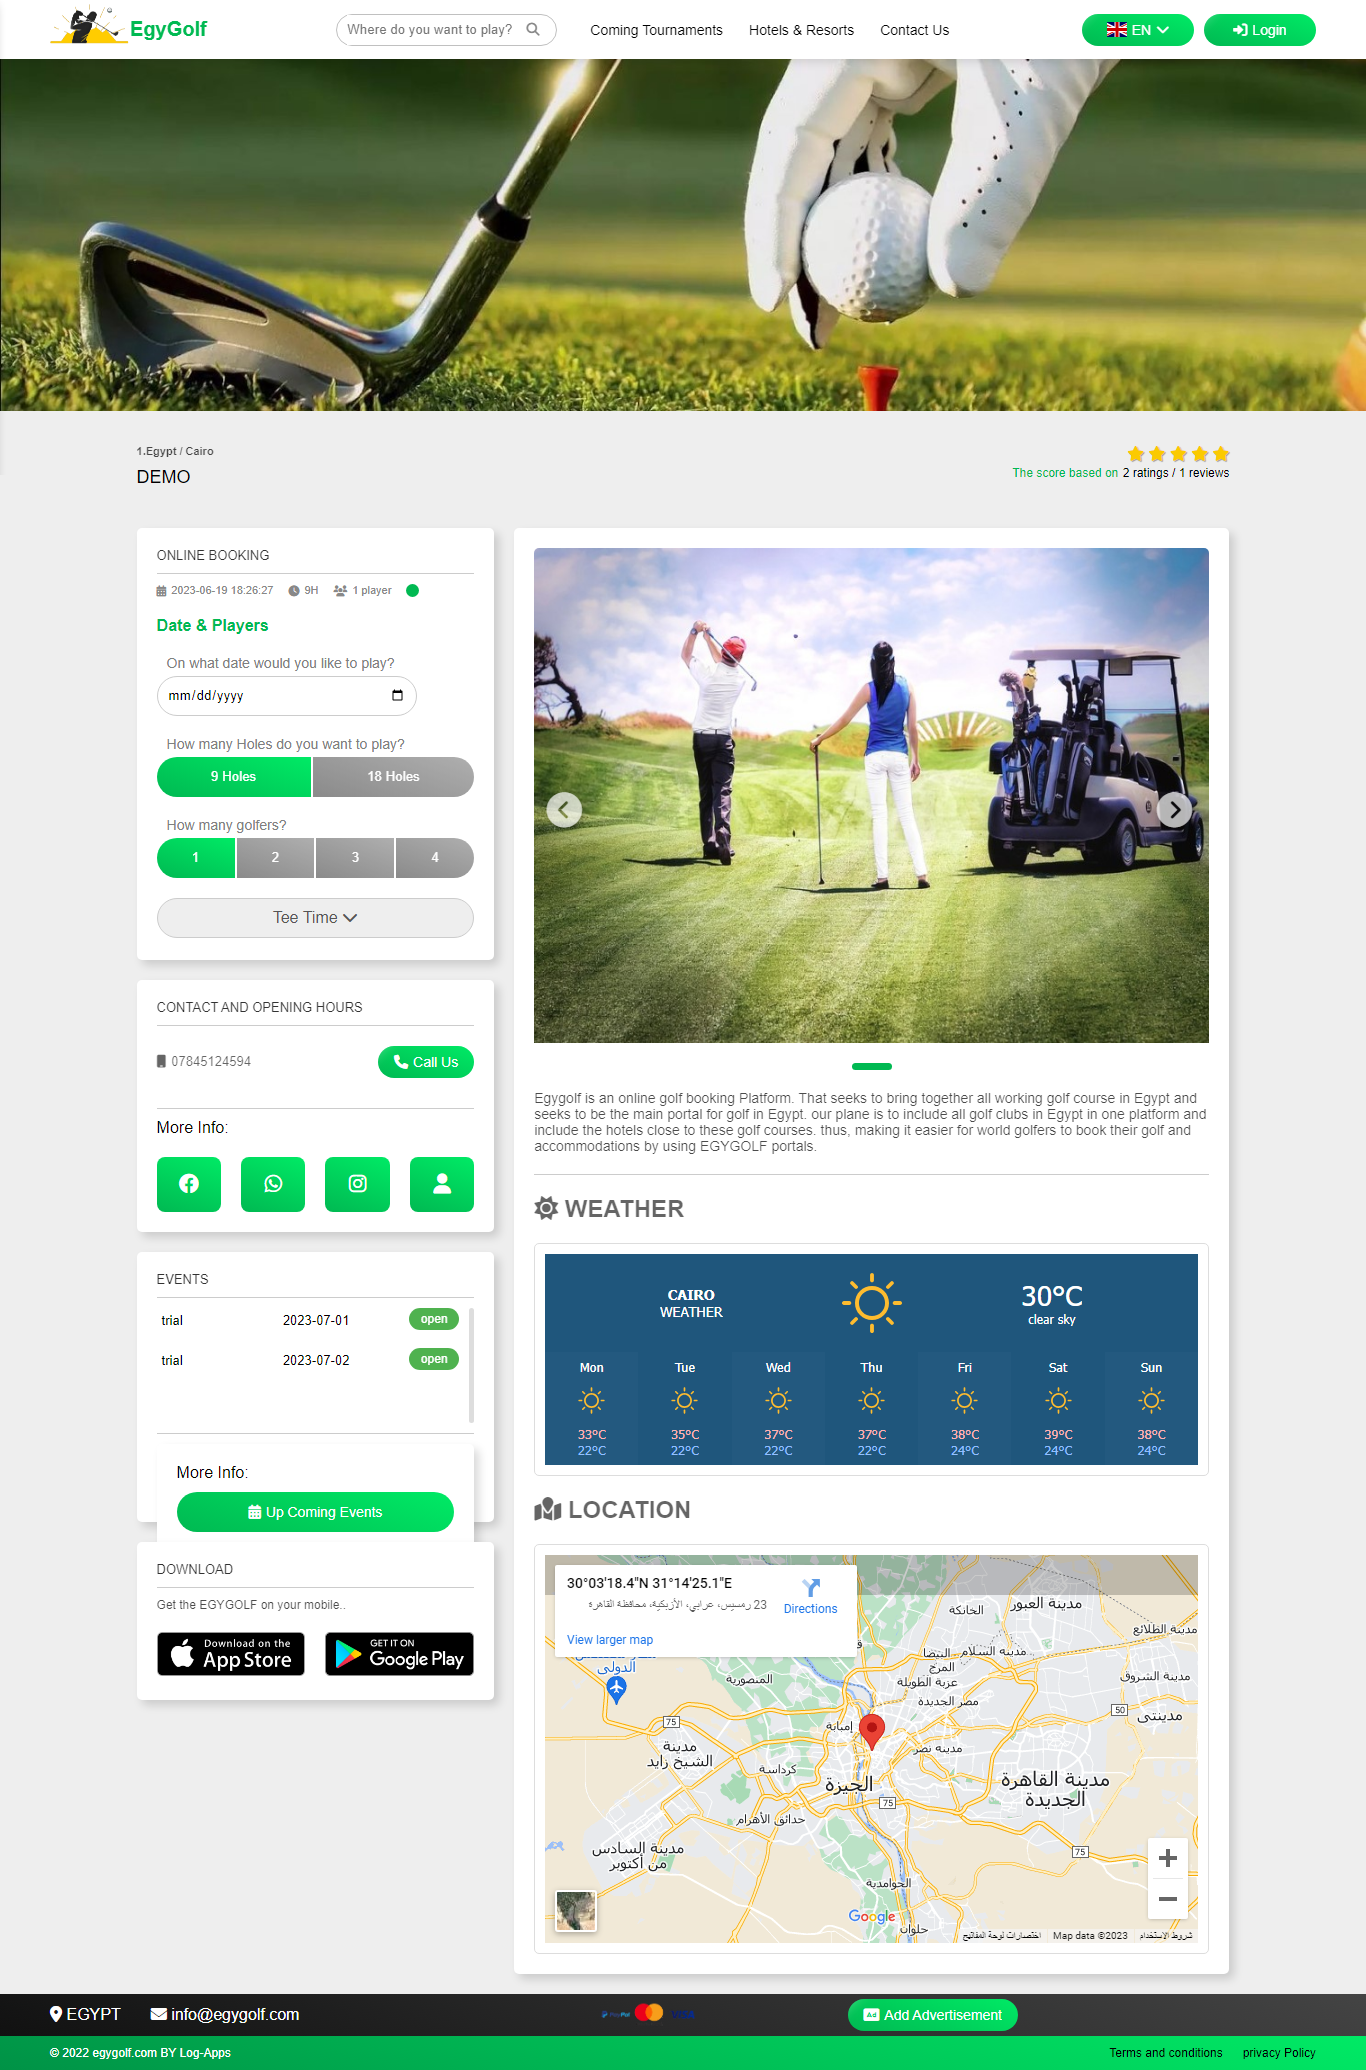 EgyGolf
Where do you want to play?
Coming Tournaments
Hotels & Resorts
Contact Us
EN
Login
1.Egypt / Cairo
DEMO
The score based on 2 ratings / 1 reviews
ONLINE BOOKING
2023-06-19 18:26:27 9H 1 player
Date & Players
On what date would you like to play?
mm/dd/yyyy
How many Holes do you want to play?
9 Holes 18 Holes
How many golfers?
1 2 3 4
Tee Time
CONTACT AND OPENING HOURS
07845124594
Call Us
More Info:
EVENTS
trial 2023-07-01 open
trial 2023-07-02 open
More Info:
Up Coming Events
DOWNLOAD
Get the EGYGOLF on your mobile..
Download on the
App Store
GET IT ON
Google Play
Egygolf is an online golf booking Platform. That seeks to bring together all working golf course in Egypt and
seeks to be the main portal for golf in Egypt. our plane is to include all golf clubs in Egypt in one platform and
include the hotels close to these golf courses. thus, making it easier for world golfers to book their golf and
accommodations by using EGYGOLF portals.
WEATHER
CAIRO
WEATHER
30°C
clear sky
Mon Tue Wed Thu Fri Sat Sun
33°C 35°C 37°C 37°C 38°C 39°C 38°C
22°C 22°C 22°C 22°C 24°C 24°C 24°C
LOCATION
30°03'18.4"N 31°14'25.1"E
23 رمسيس، عرابي، الأزبكية، محافظة القاهرة
Directions
View larger map
الخانكة
مدينة العبور
مدينة الطلائع
الدولى
البيضا
مدينة السلام
المرج
المنصورية
عزبة الطويلة
مدينة الشروق
مصر الجديدة
50
مدينتي
75
إمبابة
مدينة نصر
مدينة
الشيخ زايد
كرداسة
الجيزة
مدينة القاهرة
الجديدة
75
حدائق الأهرام
مدينة السادس
من أكتوبر
75
الحوامدية
Google
حلوان
اختصارات لوحة المفاتيح
Map data ©2023
شروط الاستخدام
EGYPT
info@egygolf.com
PayPal
VISA
Ad
Add Advertisement
© 2022 egygolf.com BY Log-Apps
Terms and conditions
privacy Policy